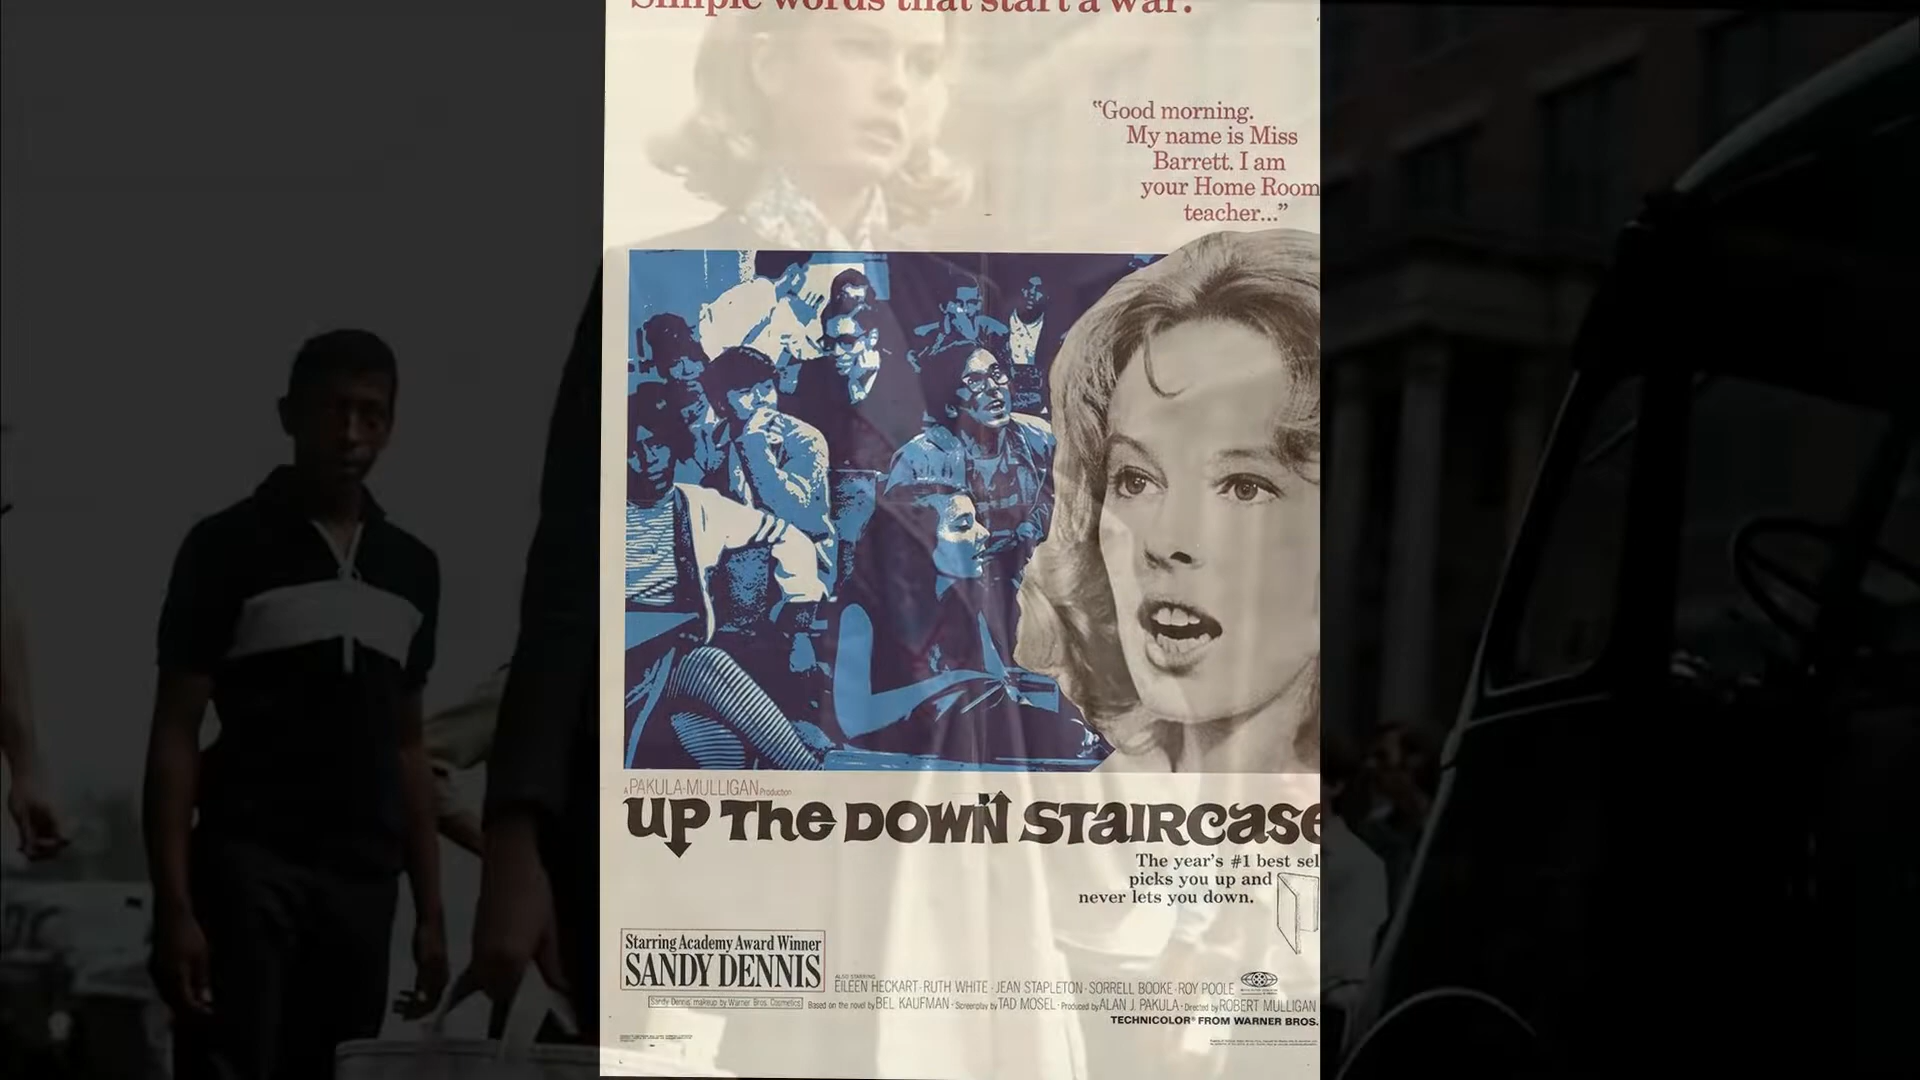 Simple words that start a war.
"Good morning.
My name is Miss
Barrett. I am
your Home Room
teacher..."
A PAKULA-MULLIGAN Production
UP THE DOWN STAIRCASE
The year's #1 best sel
picks you up and
never lets you down.
Starring Academy Award Winner
SANDY DENNIS
ALSO STARRING
EILEEN HECKART · RUTH WHITE · JEAN STAPLETON · SORRELL BOOKE · ROY POOLE
Sandy Dennis' makeup by Warner Bros. Cosmetics
Based on the novel by BEL KAUFMAN · Screenplay by TAD MOSEL · Produced by ALAN J. PAKULA · Directed by ROBERT MULLIGAN
TECHNICOLOR® FROM WARNER BROS.